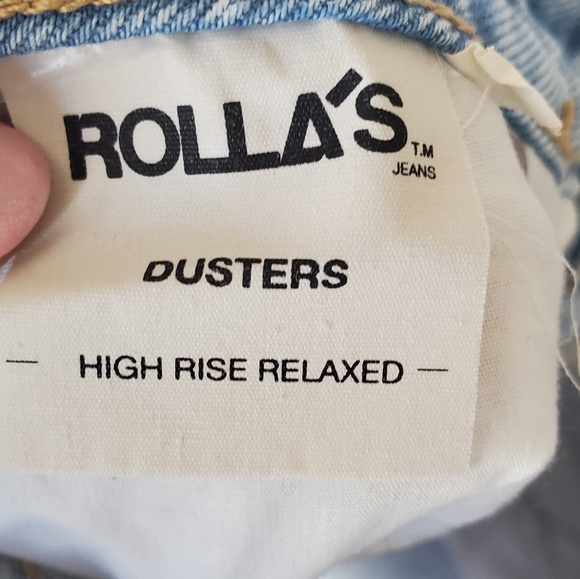 ROLLA'S
T.M
JEANS
DUSTERS
— HIGH RISE RELAXED —